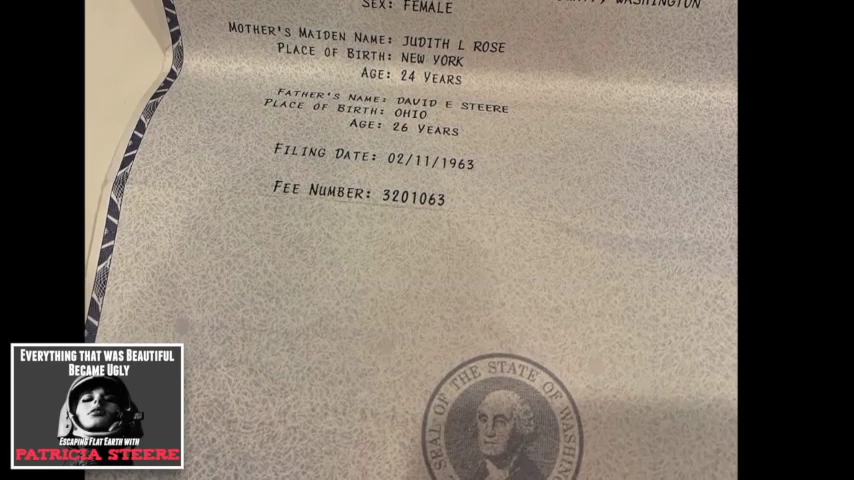 SEX: FEMALE
WASHINGTON
MOTHER'S MAIDEN NAME: JUDITH L ROSE
PLACE OF BIRTH: NEW YORK
AGE: 24 YEARS
FATHER'S NAME: DAVID E STEERE
PLACE OF BIRTH: OHIO
AGE: 26 YEARS
FILING DATE: 02/11/1963
FEE NUMBER: 3201063
EVERYTHING THAT WAS BEAUTIFUL
BECAME UGLY
ESCAPING FLAT EARTH WITH
PATRICIA STEERE
OF THE STATE OF